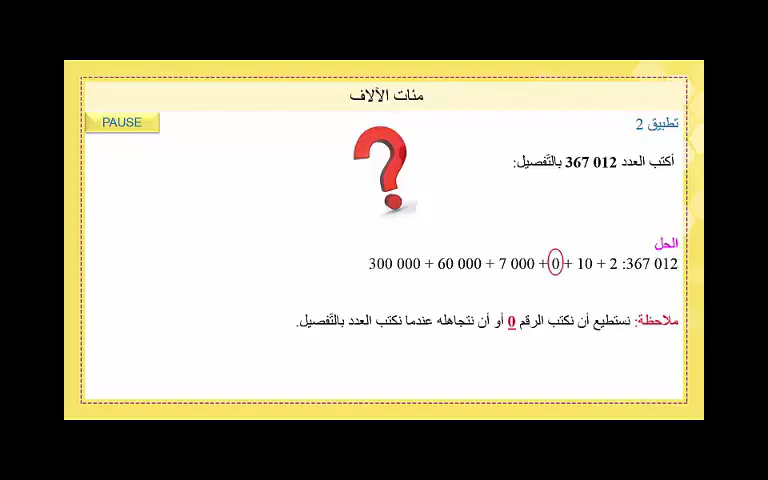 مئات الآلاف
PAUSE
تطبيق 2
أكتب العدد 367 012 بالتّفصيل:
الحل
367 012: 300 000 + 60 000 + 7 000 + 0 + 10 + 2
ملاحظة: نستطيع أن نكتب الرقم 0 أو أن نتجاهله عندما نكتب العدد بالتّفصيل.